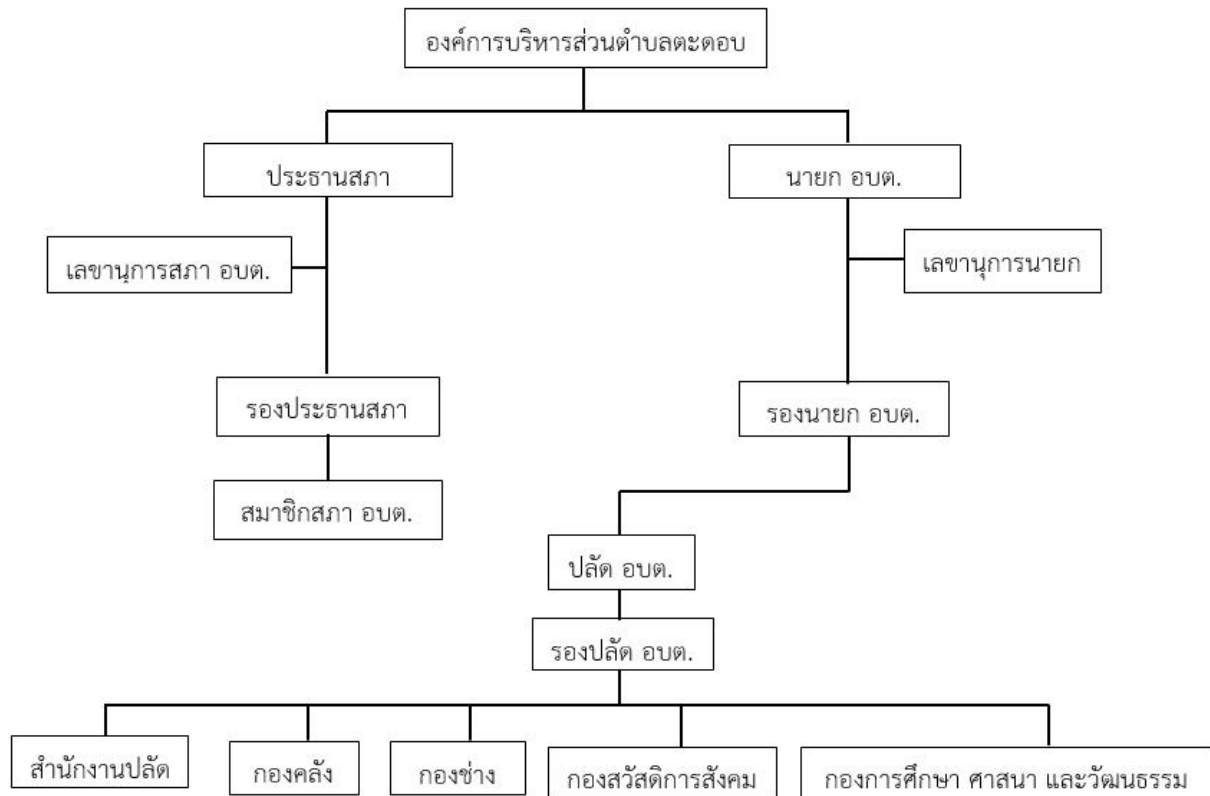 องค์การบริหารส่วนตำบลตะดอบ
ประธานสภา
นายก อบต.
เลขานุการสภา อบต.
เลขานุการนายก
รองประธานสภา
รองนายก อบต.
สมาชิกสภา อบต.
ปลัด อบต.
รองปลัด อบต.
สำนักงานปลัด
กองคลัง
กองช่าง
กองสวัสดิการสังคม
กองการศึกษา ศาสนา และวัฒนธรรม